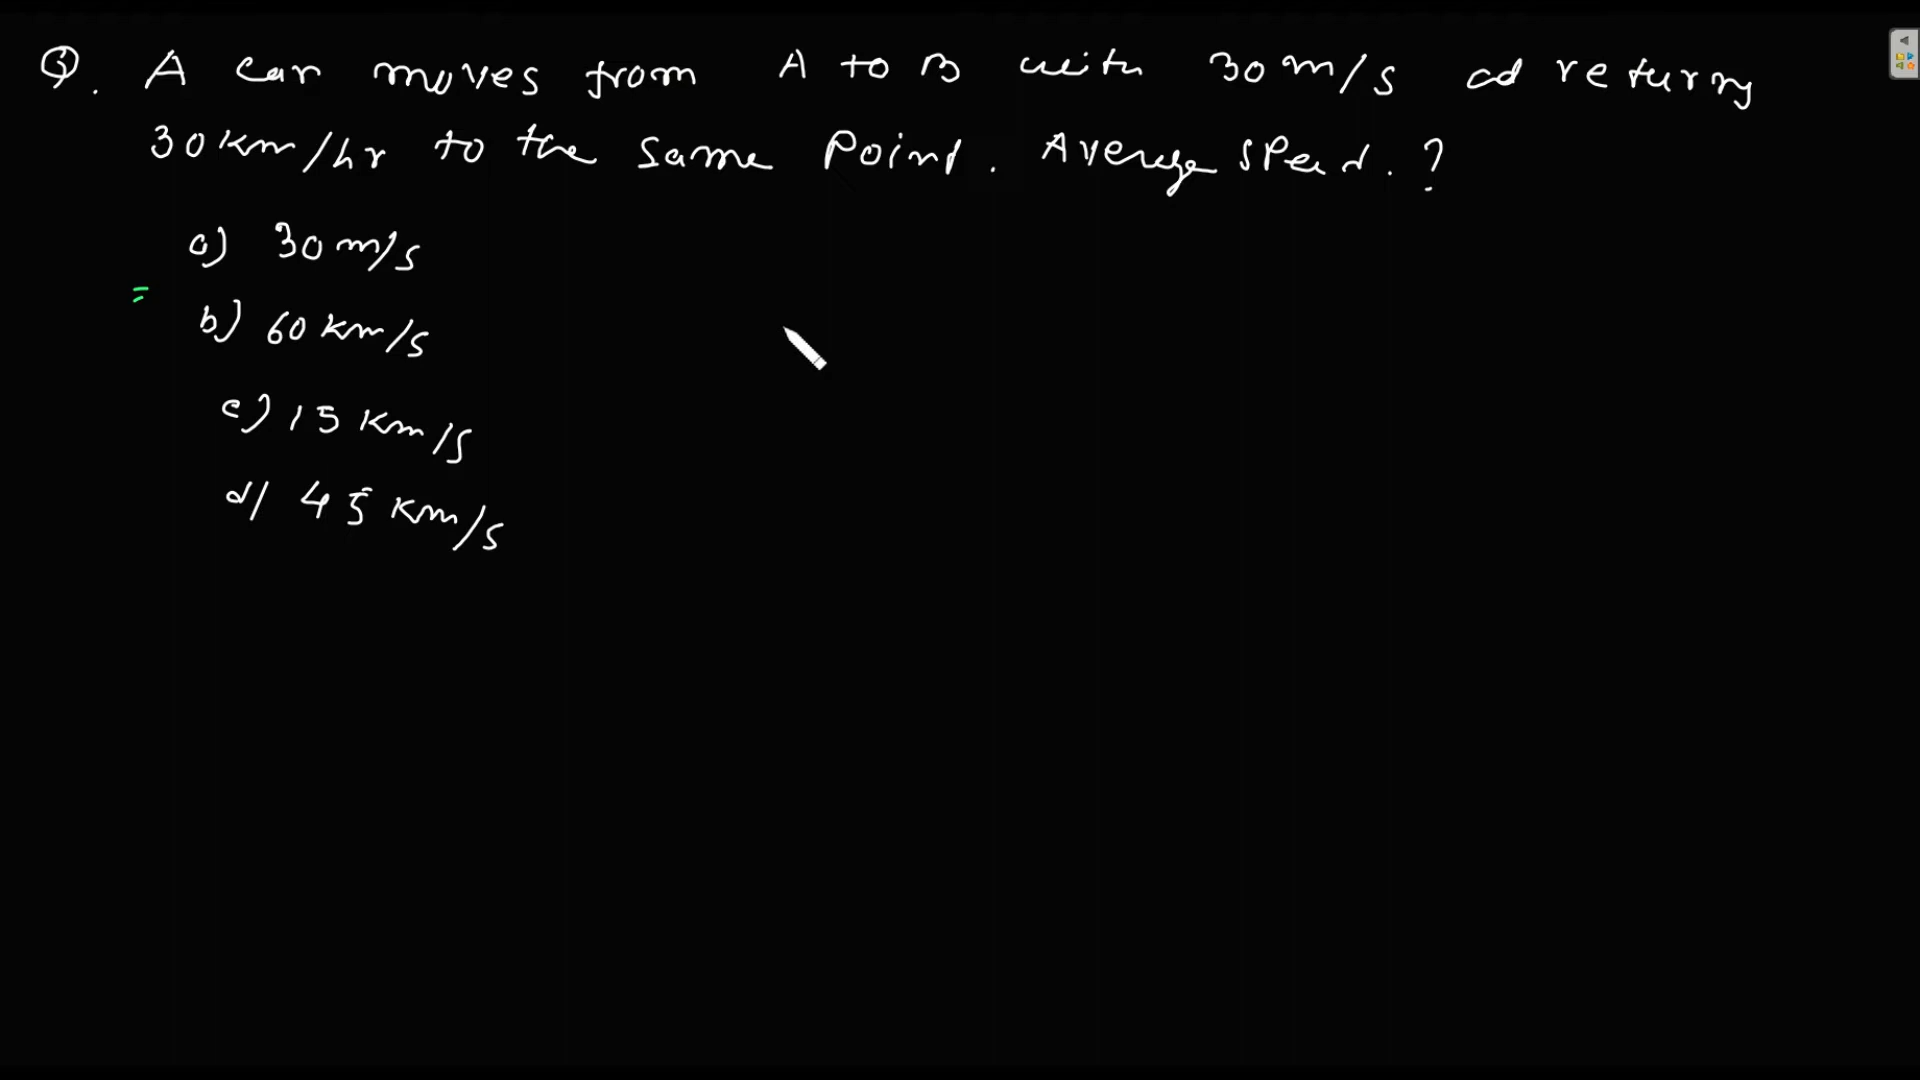 Q. A car moves from A to B with 30 m/s ad returns
30 km/hr to the same Point. Average speed. ?
a) 30 m/s
b) 60 km/s
c) 15 km/s
d) 45 km/s